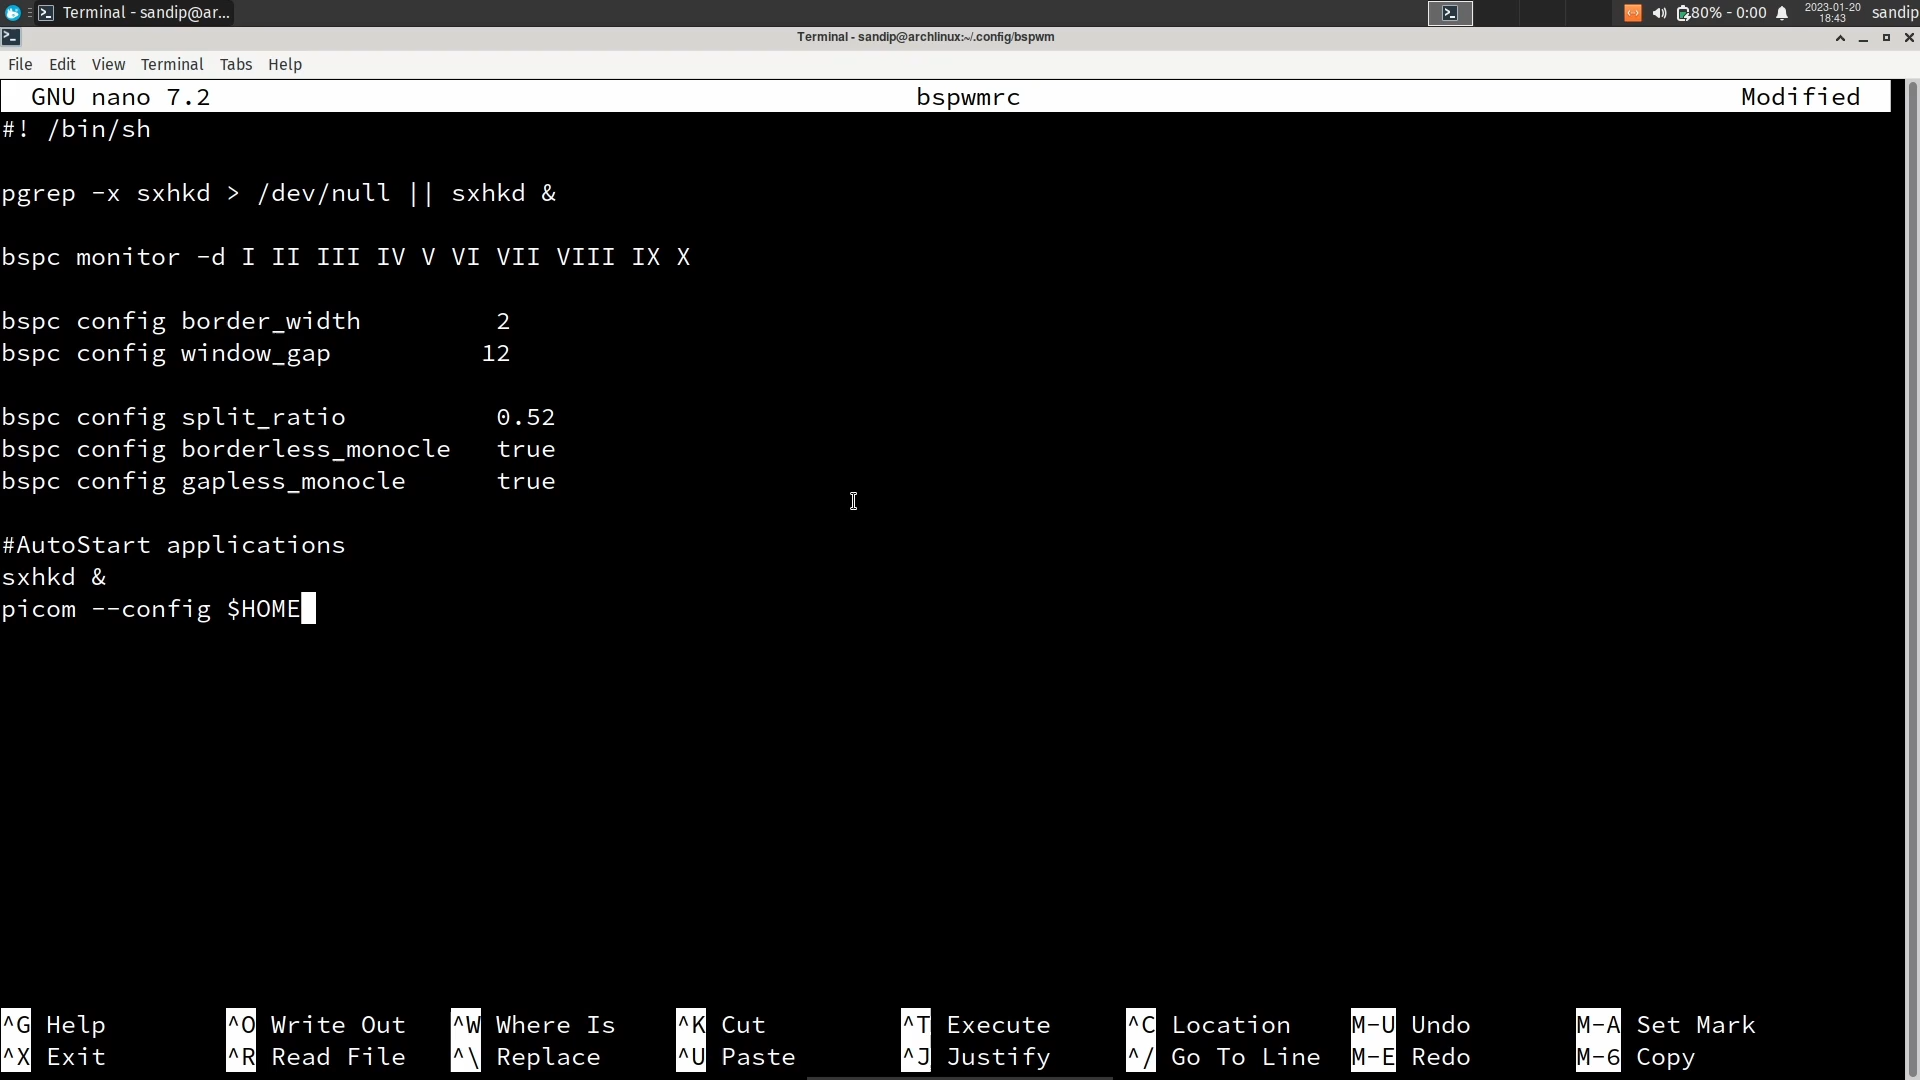 Terminal - sandip@ar...
80% - 0:00
2023-01-20
18:43
sandip
Terminal - sandip@archlinux:~/.config/bspwm
File Edit View Terminal Tabs Help
GNU nano 7.2 bspwmrc Modified
#! /bin/sh
pgrep -x sxhkd > /dev/null || sxhkd &
bspc monitor -d I II III IV V VI VII VIII IX X
bspc config border_width 2
bspc config window_gap 12
bspc config split_ratio 0.52
bspc config borderless_monocle true
bspc config gapless_monocle true
#AutoStart applications
sxhkd &
picom --config $HOME
^G Help ^O Write Out ^W Where Is ^K Cut ^T Execute ^C Location M-U Undo M-A Set Mark
^X Exit ^R Read File ^\ Replace ^U Paste ^J Justify ^/ Go To Line M-E Redo M-6 Copy